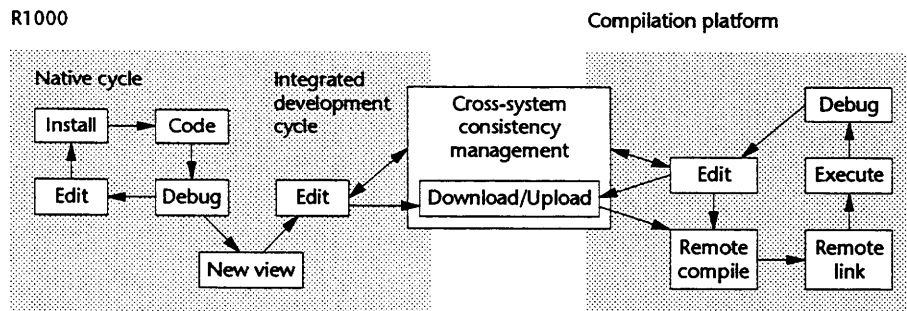 R1000
Compilation platform
Native cycle
Integrated
development
cycle
Install
Code
Edit
Debug
New view
Edit
Cross-system
consistency
management
Download/Upload
Debug
Edit
Execute
Remote
compile
Remote
link